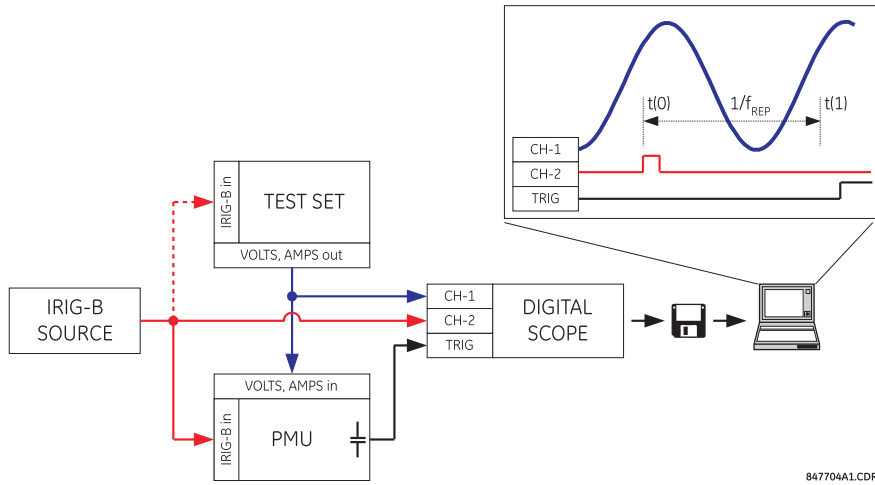 t(0)
1/fREP
t(1)
CH-1
CH-2
TRIG
IRIG-B in
TEST SET
VOLTS, AMPS out
IRIG-B
SOURCE
CH-1
CH-2
TRIG
DIGITAL
SCOPE
VOLTS, AMPS in
IRIG-B in
PMU
847704A1.CDR